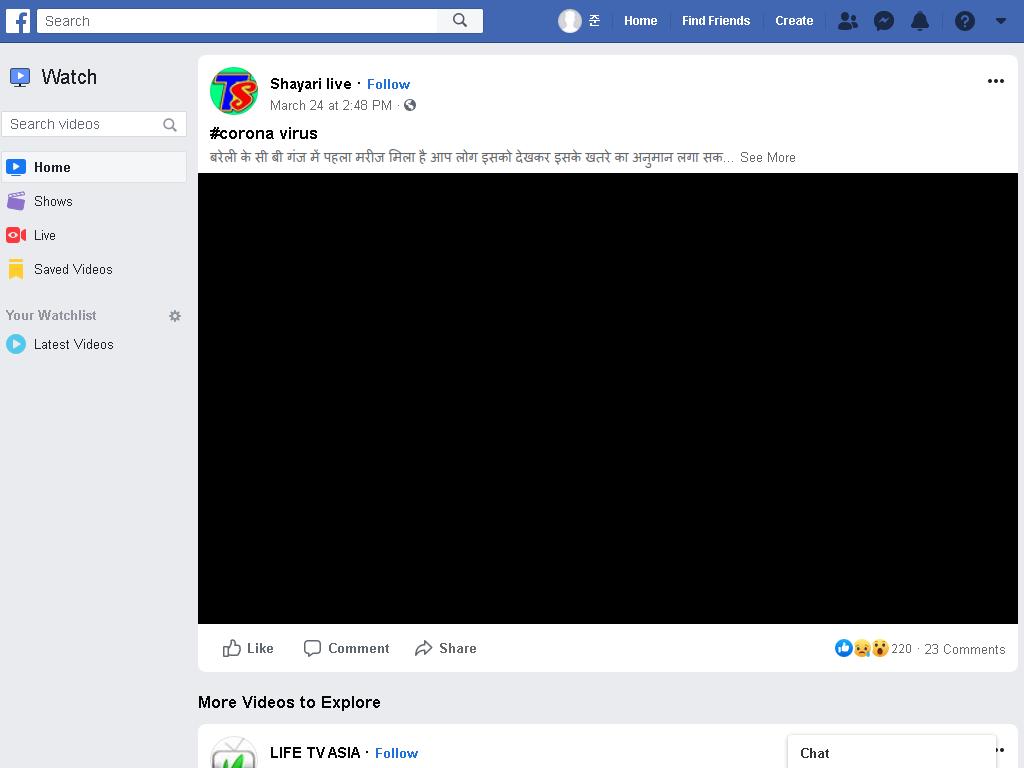 Search
준
Home
Find Friends
Create
Watch
Search videos
Home
Shows
Live
Saved Videos
Your Watchlist
Latest Videos
TS
Shayari live · Follow
March 24 at 2:48 PM ·
#corona virus
बरेली के सी बी गंज में पहला मरीज मिला है आप लोग इसको देखकर इसके खतरे का अनुमान लगा सक... See More
Like
Comment
Share
220 · 23 Comments
More Videos to Explore
LIFE TV ASIA · Follow
Chat